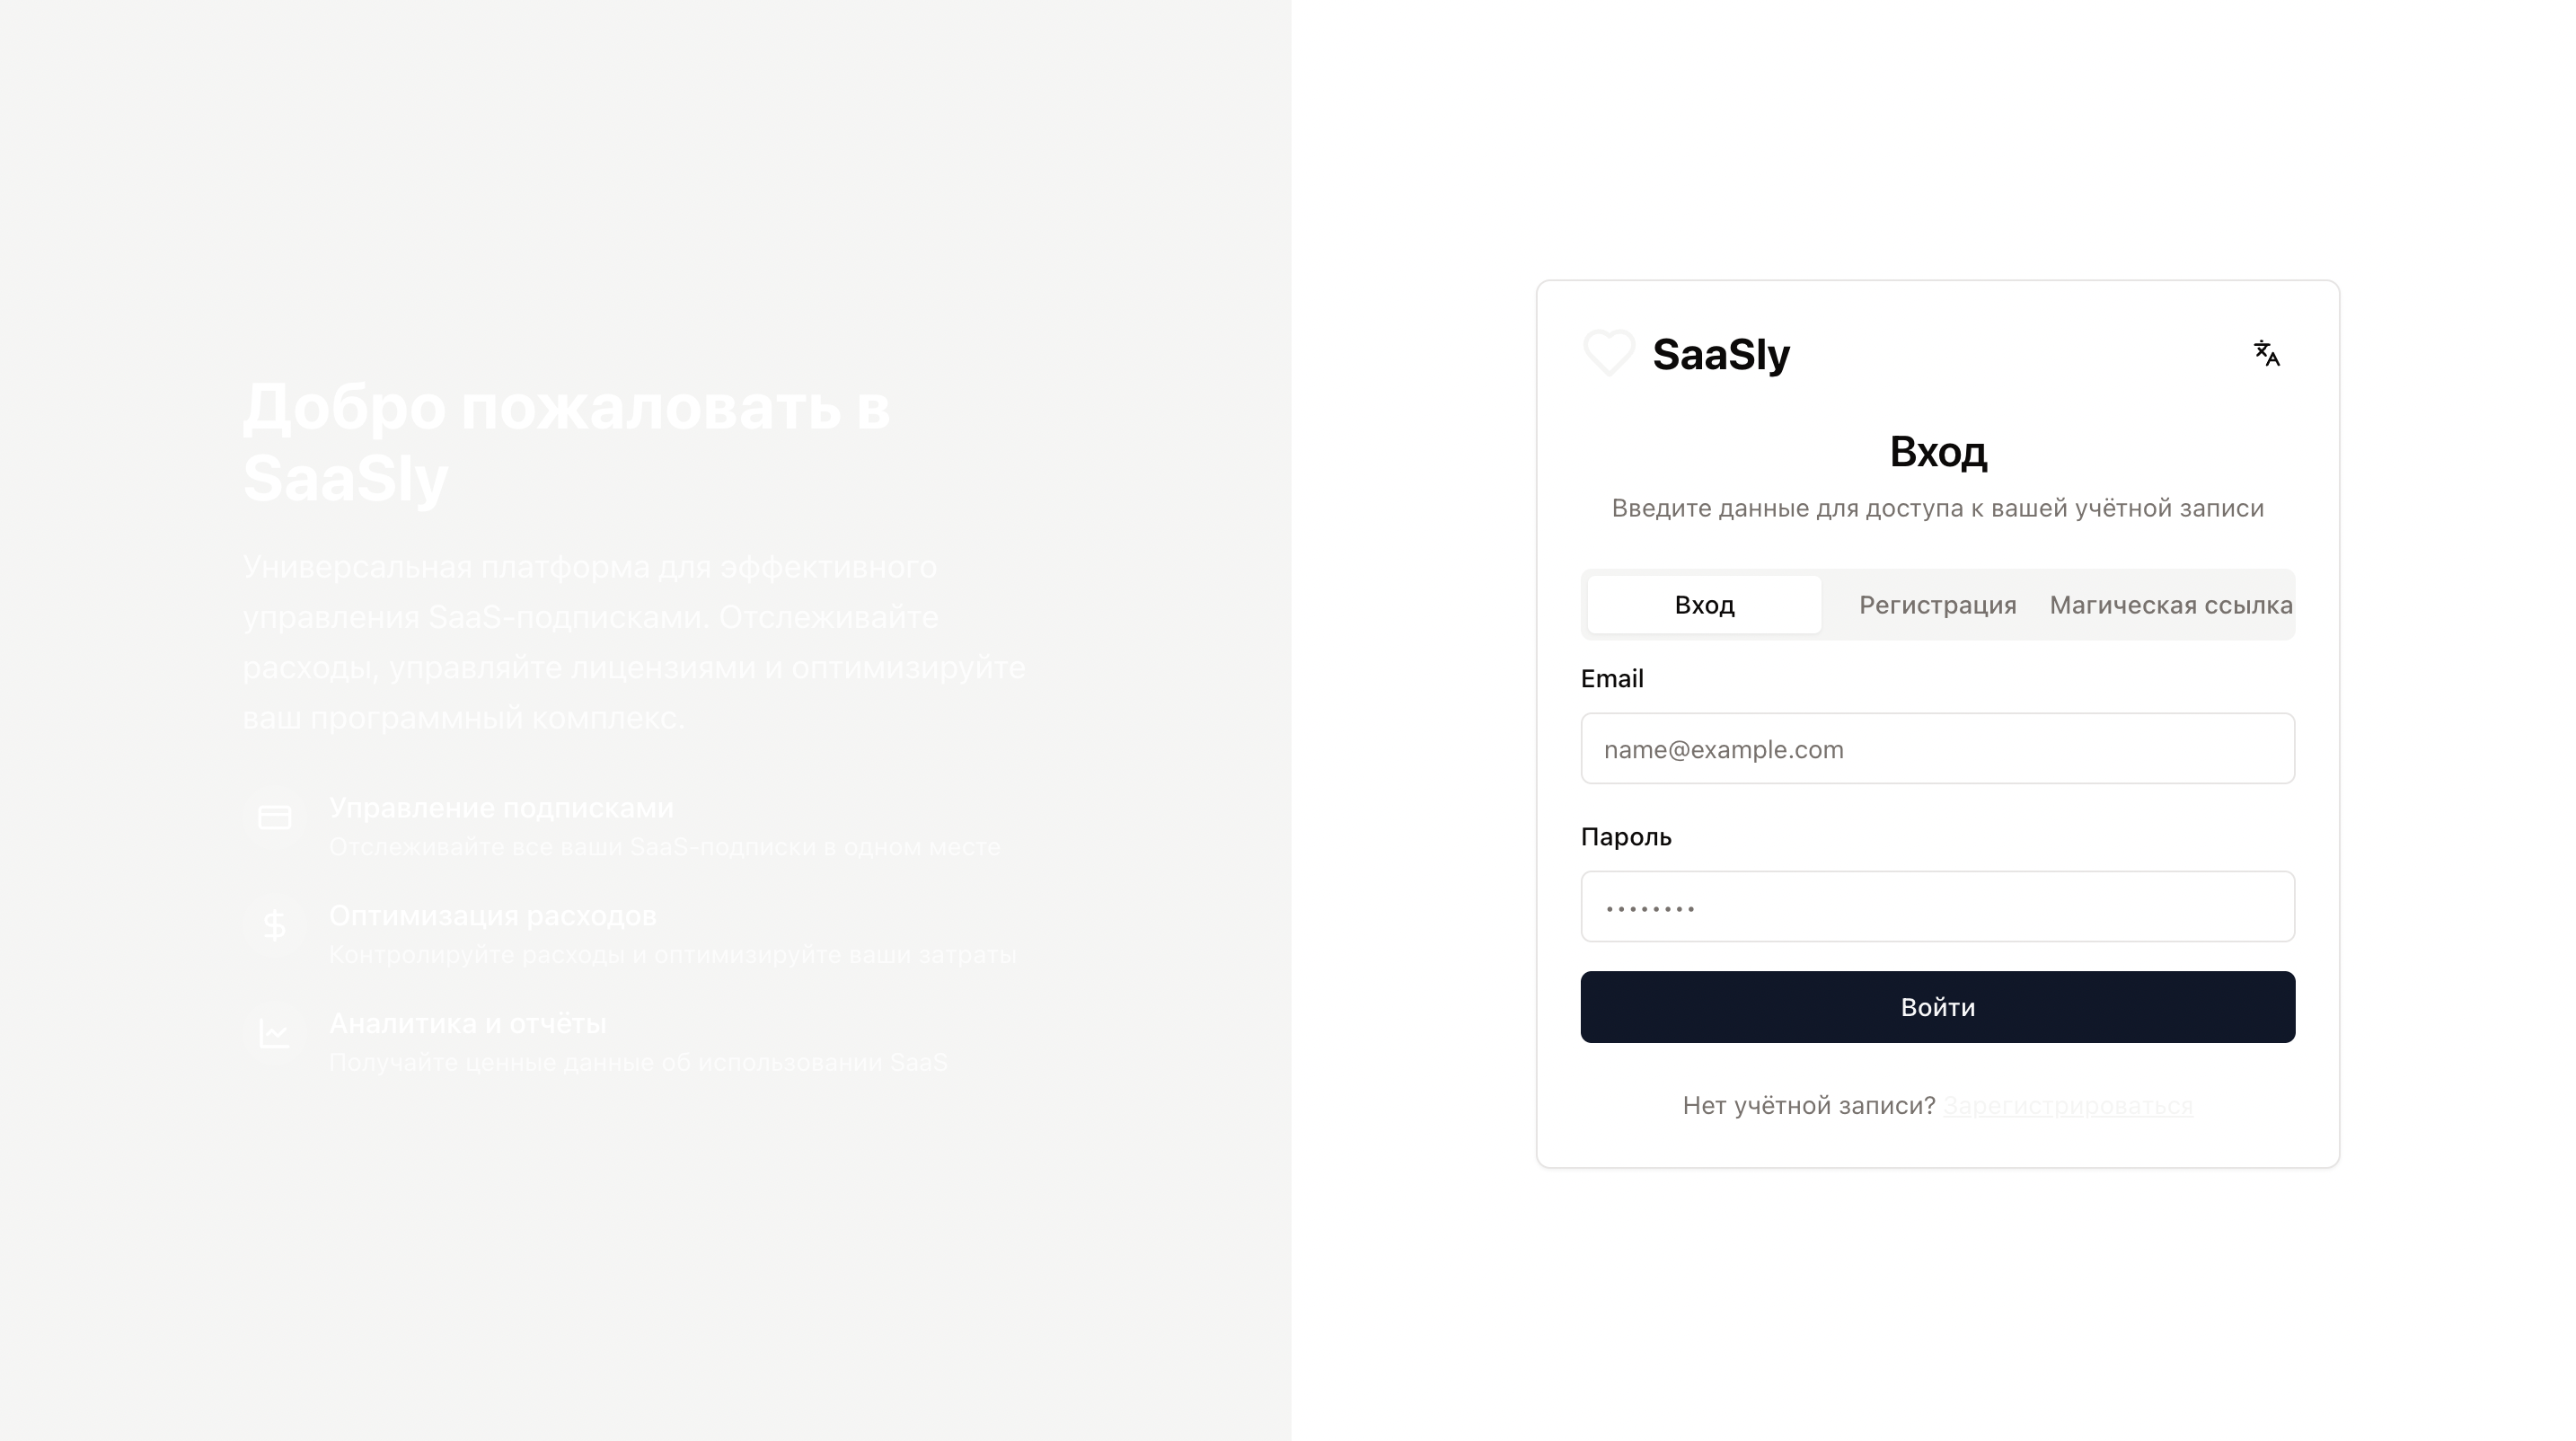 Добро пожаловать в
SaaSly
Универсальная платформа для эффективного
управления SaaS-подписками. Отслеживайте
расходы, управляйте лицензиями и оптимизируйте
ваш программный комплекс.
Управление подписками
Отслеживайте все ваши SaaS-подписки в одном месте
Оптимизация расходов
Контролируйте расходы и оптимизируйте ваши затраты
Аналитика и отчёты
Получайте ценные данные об использовании SaaS
SaaSly
Вход
Введите данные для доступа к вашей учётной записи
Вход Регистрация Магическая ссылка
Email
name@example.com
Пароль
••••••••
Войти
Нет учётной записи? Зарегистрироваться